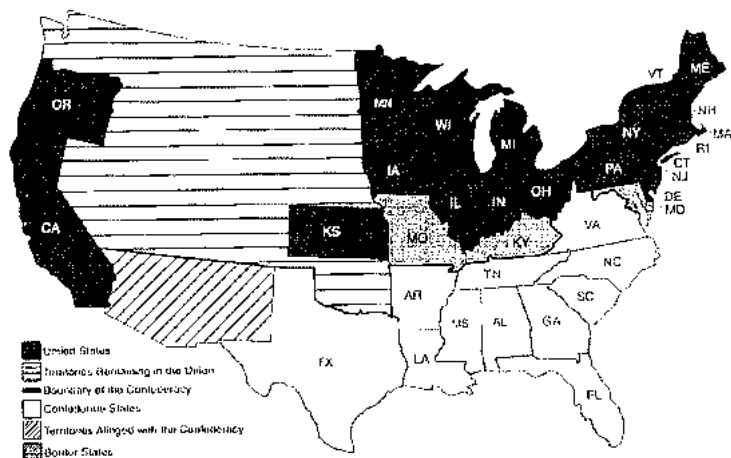 VT
ME
OR
MN
NH
WI
NY
MA
MI
RI
CT
IA
PA
NJ
OH
IL
IN
DE
MD
CA
KS
MO
KY
VA
TN
NC
AR
SC
MS
AL
GA
TX
LA
FL
United States
Territories Remaining in the Union
Boundary of the Confederacy
Confederate States
Territories Alinged with the Confederacy
Border States